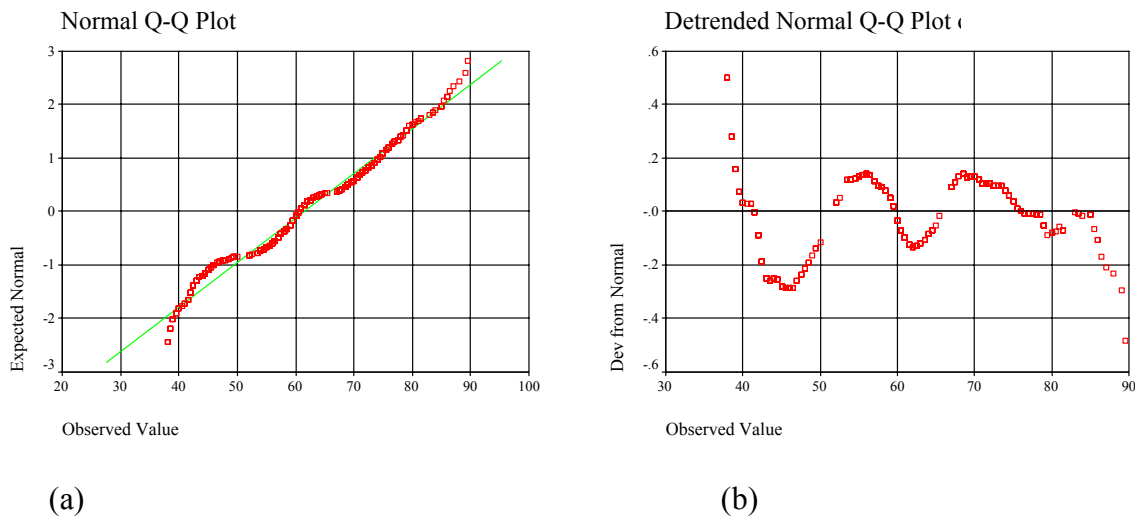 Normal Q-Q Plot
3
2
1
0
-1
-2
-3
Expected Normal
20 30 40 50 60 70 80 90 100
Observed Value
(a)
Detrended Normal Q-Q Plot
.6
.4
.2
-.0
-.2
-.4
-.6
Dev from Normal
30 40 50 60 70 80 90
Observed Value
(b)